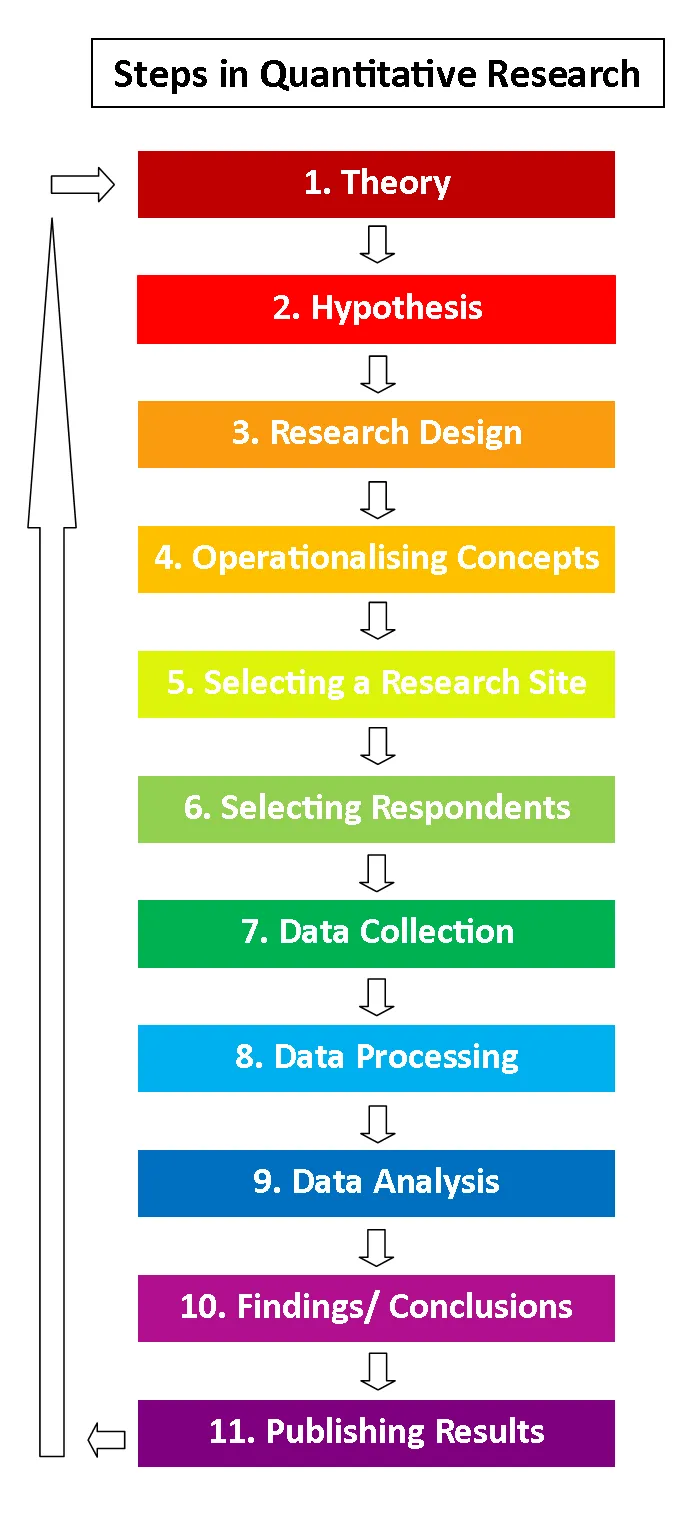 Steps in Quantitative Research
1. Theory
2. Hypothesis
3. Research Design
4. Operationalising Concepts
5. Selecting a Research Site
6. Selecting Respondents
7. Data Collection
8. Data Processing
9. Data Analysis
10. Findings/ Conclusions
11. Publishing Results